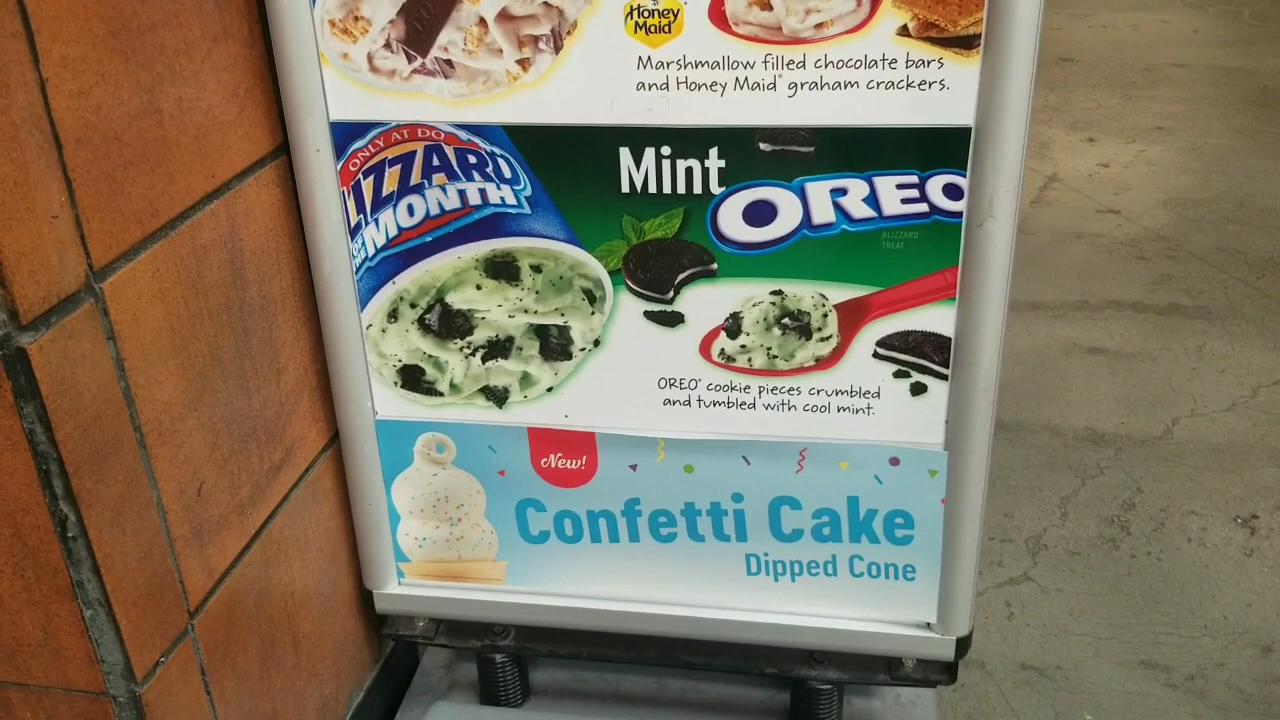 Honey
Maid
Marshmallow filled chocolate bars
and Honey Maid® graham crackers.
ONLY AT DQ
LIZZARD
OF THE MONTH
Mint
OREO
BLIZZARD
TREAT
OREO® cookie pieces crumbled
and tumbled with cool mint.
New!
Confetti Cake
Dipped Cone